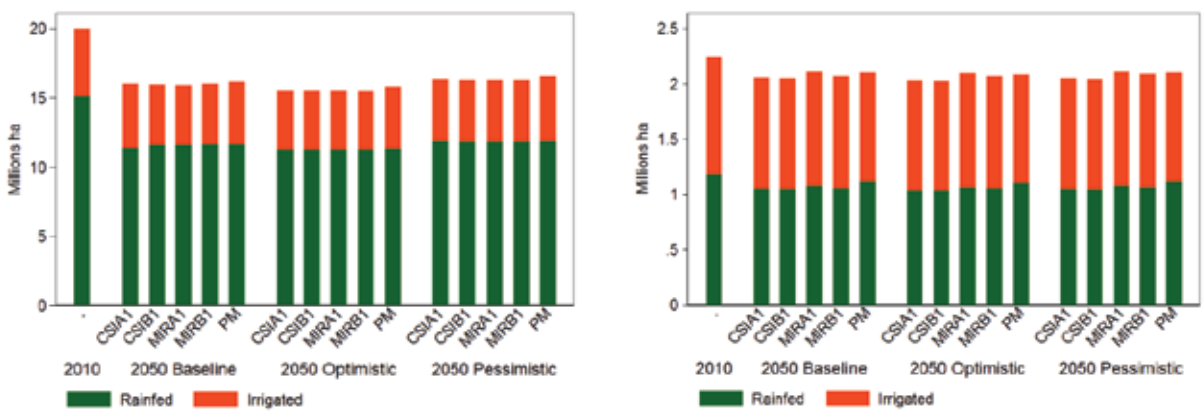 Millions ha
20
15
10
5
0
- CSIA1 CSIB1 MIRA1 MIRB1 PM CSIA1 CSIB1 MIRA1 MIRB1 PM CSIA1 CSIB1 MIRA1 MIRB1 PM
2010 2050 Baseline 2050 Optimistic 2050 Pessimistic
Rainfed Irrigated
Millions ha
2.5
2
1.5
1
.5
0
- CSIA1 CSIB1 MIRA1 MIRB1 PM CSIA1 CSIB1 MIRA1 MIRB1 PM CSIA1 CSIB1 MIRA1 MIRB1 PM
2010 2050 Baseline 2050 Optimistic 2050 Pessimistic
Rainfed Irrigated